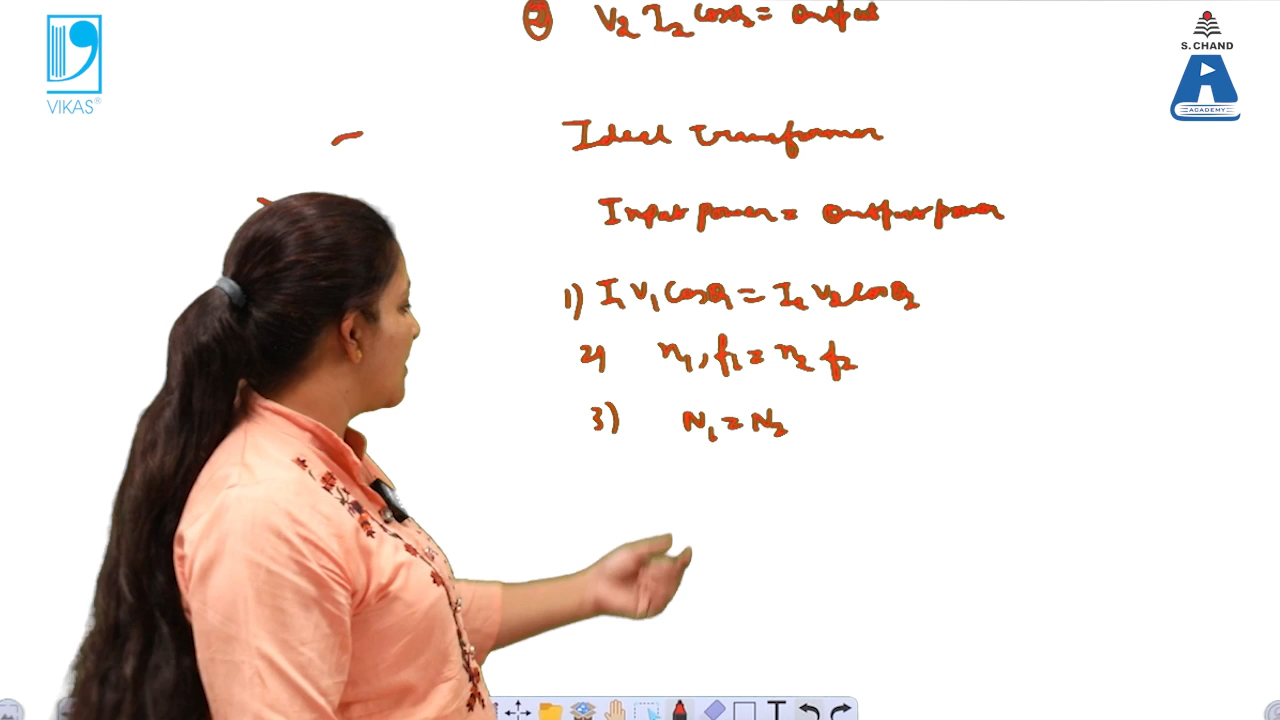 ② V₂ I₂ cosθ₂ = output
VIKAS®
S. CHAND
ACADEMY
Ideal transformer
Input power = output power
1) I₁ V₁ cosθ₁ = I₂ V₂ cosθ₂
2) n₁, f₁ = n₂ f₂
3) N₁ = N₂
T